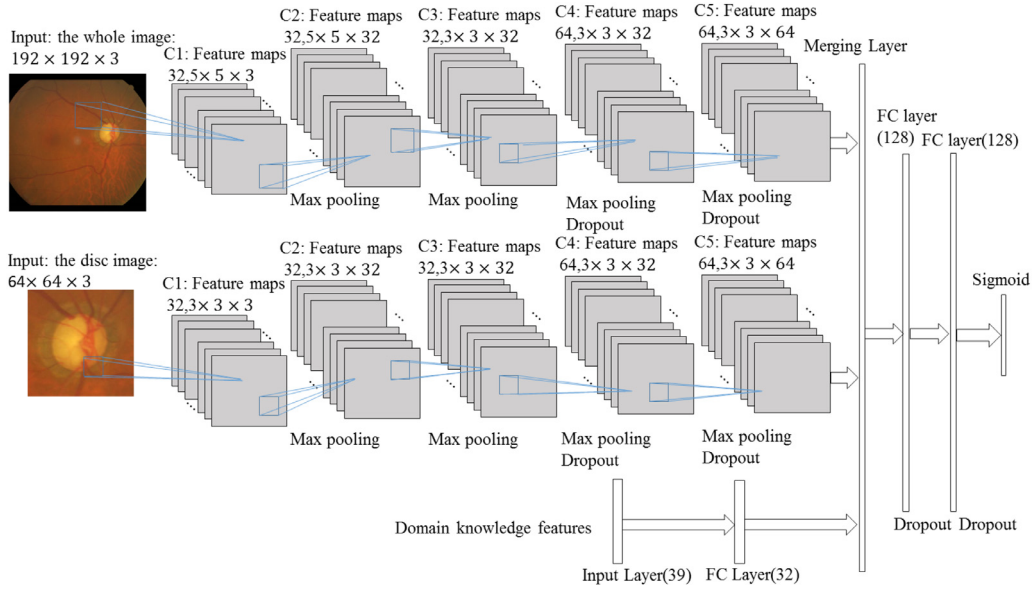 Input: the whole image:
192 × 192 × 3
C1: Feature maps
32,5× 5 × 3
C2: Feature maps
32,5× 5 × 32
C3: Feature maps
32,3× 3 × 32
C4: Feature maps
64,3× 3 × 32
C5: Feature maps
64,3× 3 × 64
Merging Layer
FC layer
(128)
FC layer(128)
Max pooling
Max pooling
Max pooling
Dropout
Max pooling
Dropout
Input: the disc image:
64× 64 × 3
C1: Feature maps
32,3× 3 × 3
C2: Feature maps
32,3× 3 × 32
C3: Feature maps
32,3× 3 × 32
C4: Feature maps
64,3× 3 × 32
C5: Feature maps
64,3× 3 × 64
Sigmoid
Max pooling
Max pooling
Max pooling
Dropout
Max pooling
Dropout
Domain knowledge features
Input Layer(39)
FC Layer(32)
Dropout
Dropout